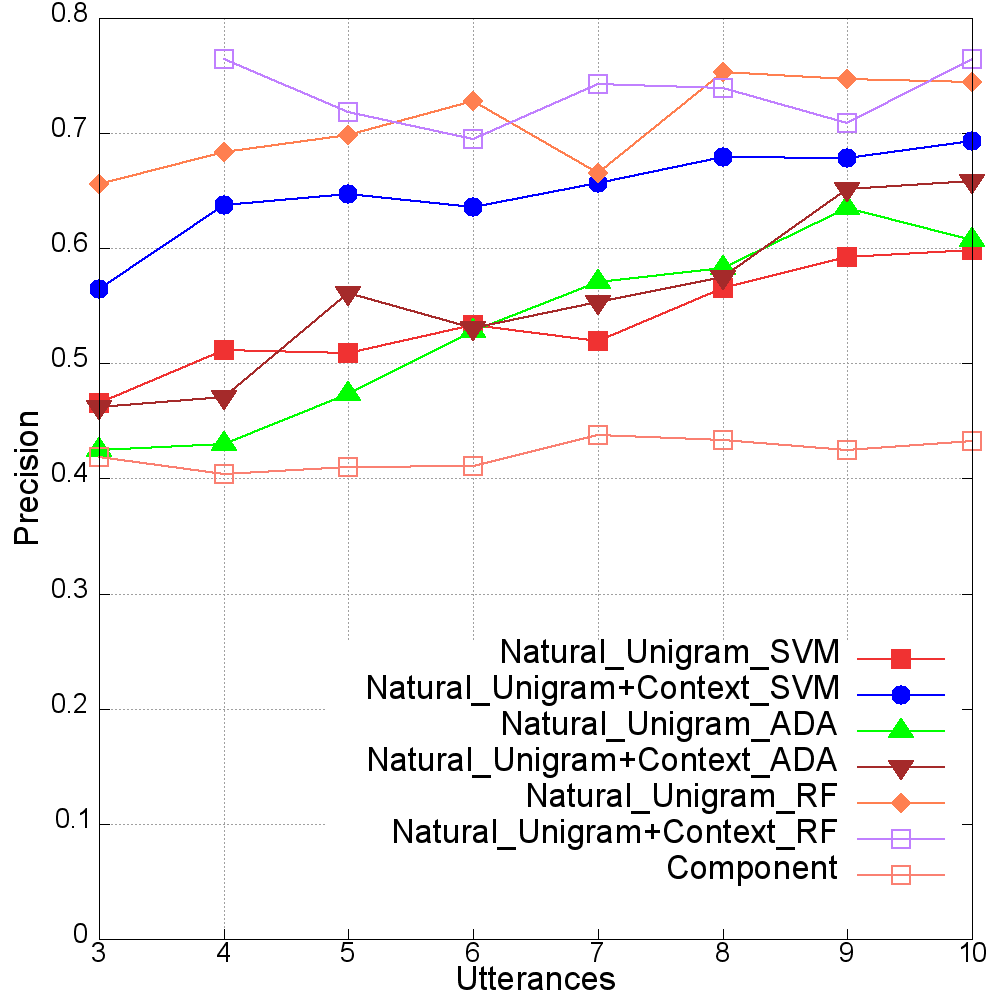 0.8
0.7
0.6
0.5
0.4
0.3
0.2
0.1
0
Precision
Natural_Unigram_SVM
Natural_Unigram+Context_SVM
Natural_Unigram_ADA
Natural_Unigram+Context_ADA
Natural_Unigram_RF
Natural_Unigram+Context_RF
Component
3 4 5 6 7 8 9 10
Utterances